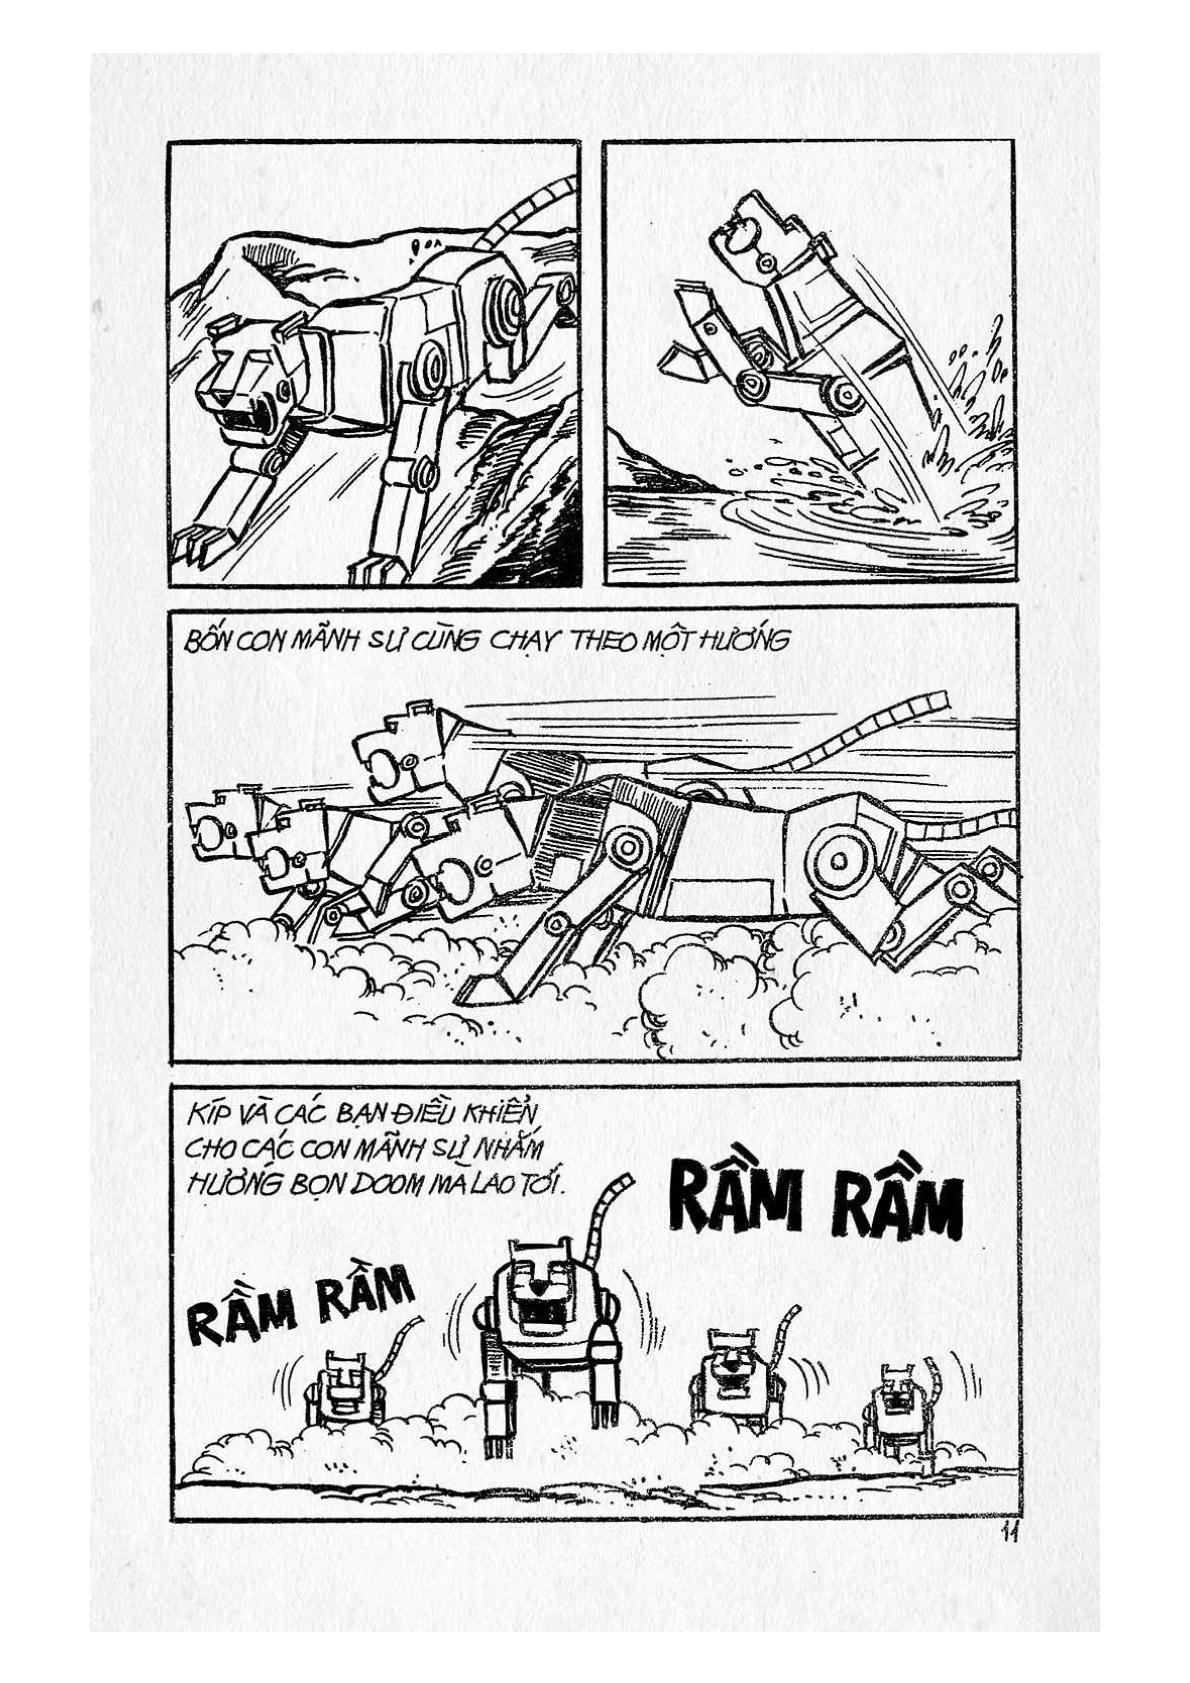 BỐN CON MÃNH SƯ CÙNG CHẠY THEO MỘT HƯỚNG
KÍP VÀ CÁC BẠN ĐIỀU KHIỂN
CHO CÁC CON MÃNH SƯ NHẮM
HƯỚNG BỌN DOOM MÀ LAO TỚI.
RẦM RẦM
RẦM RẦM
11